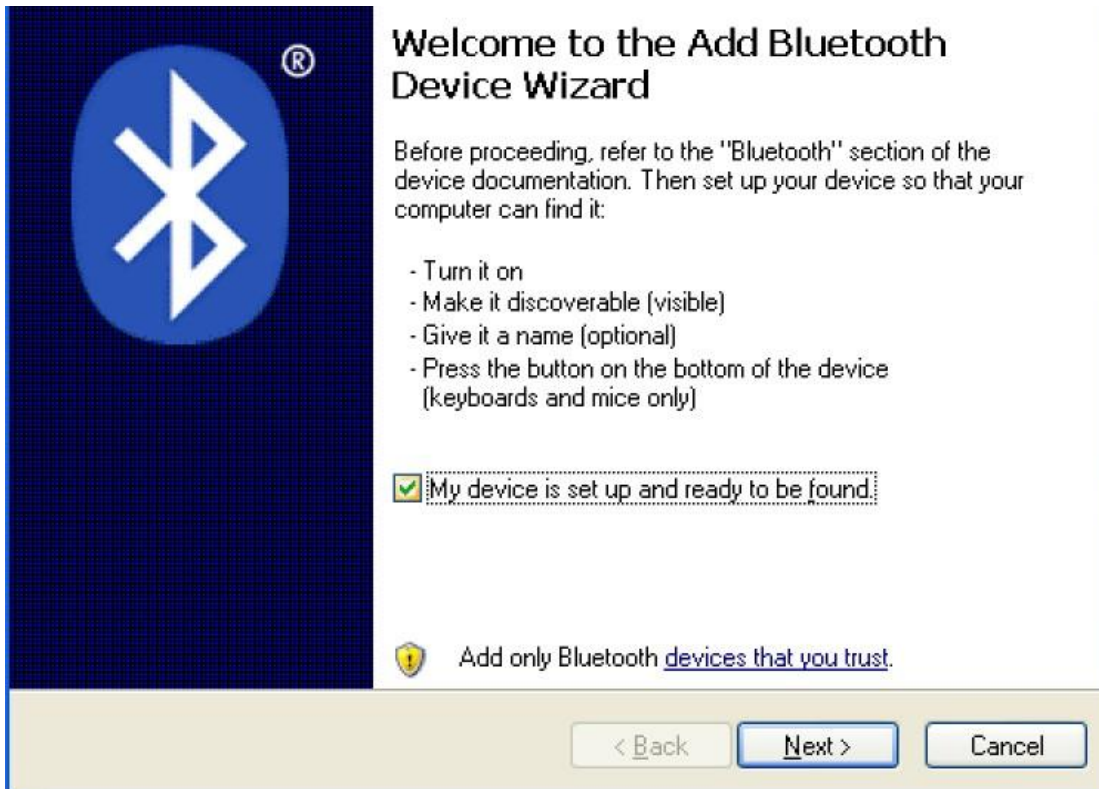 ®
Welcome to the Add Bluetooth
Device Wizard
Before proceeding, refer to the "Bluetooth" section of the
device documentation. Then set up your device so that your
computer can find it:
- Turn it on
- Make it discoverable (visible)
- Give it a name (optional)
- Press the button on the bottom of the device
(keyboards and mice only)
My device is set up and ready to be found.
Add only Bluetooth devices that you trust.
< Back
Next >
Cancel